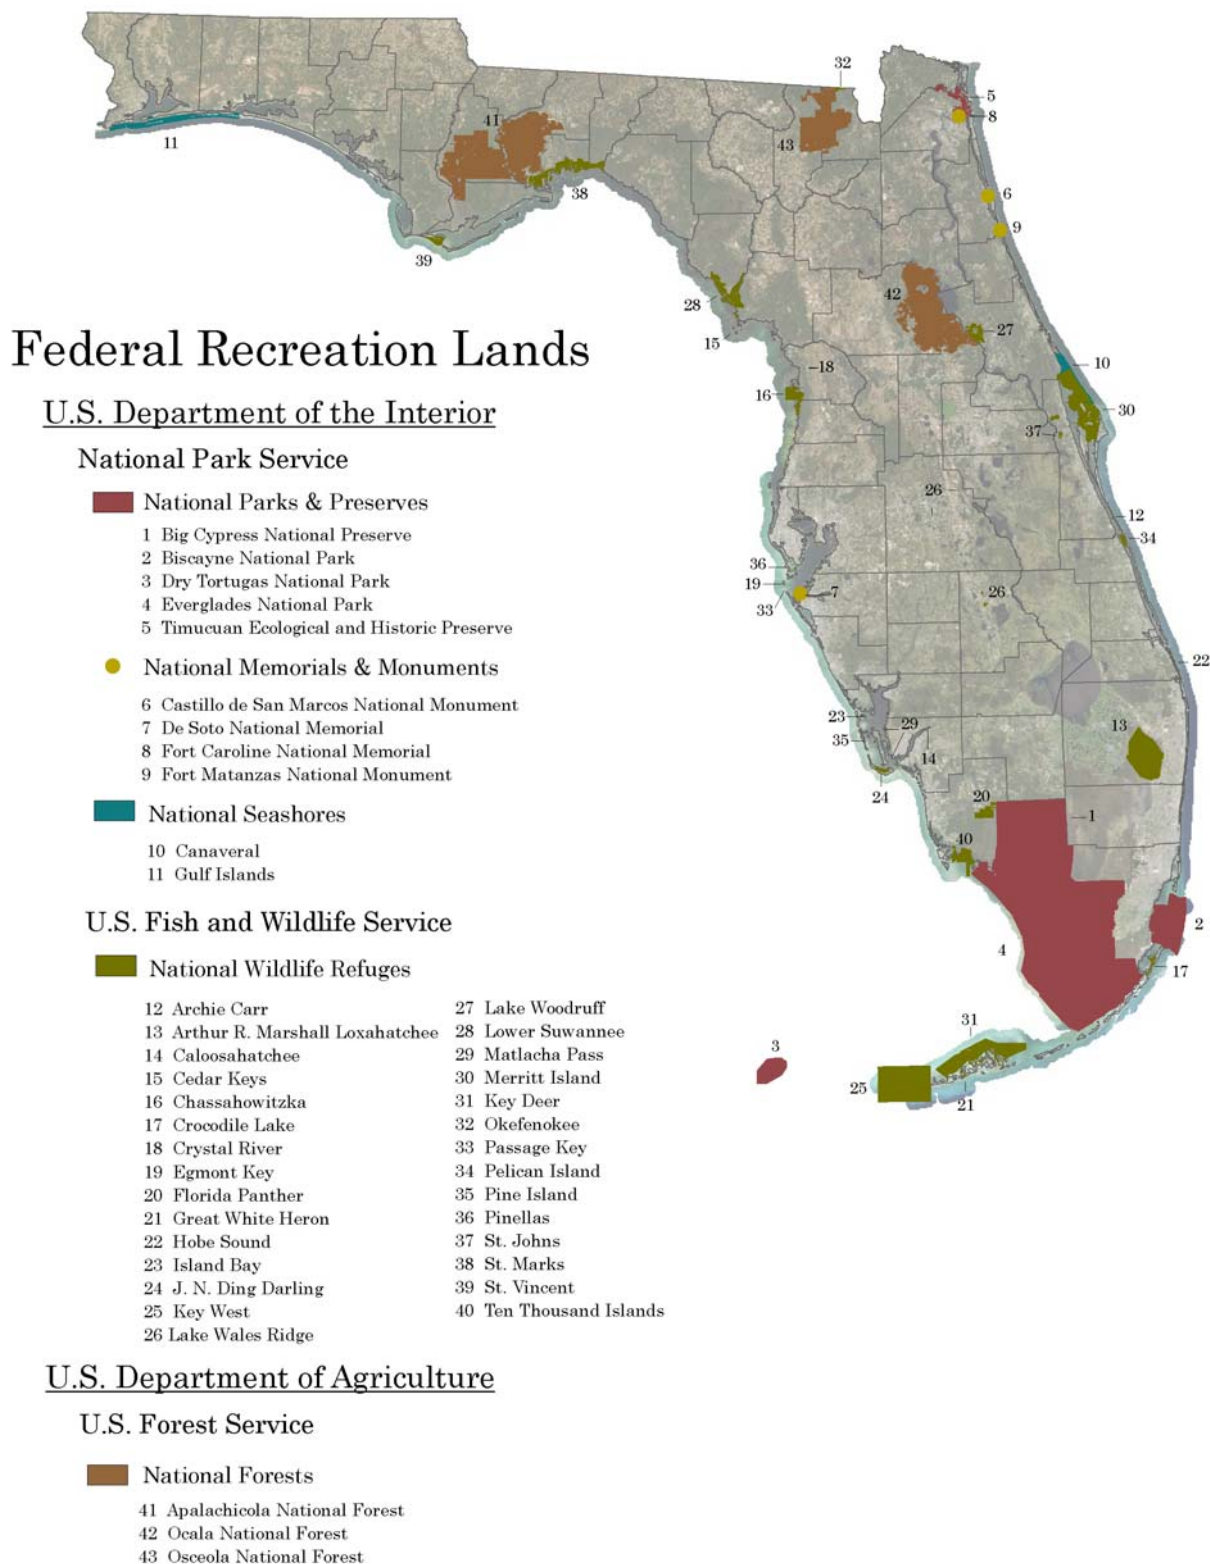 32
5
8
41
43
11
38
6
9
39
42
28
27
15
Federal Recreation Lands
18
10
16
30
37
U.S. Department of the Interior
National Park Service
26
12
34
National Parks & Preserves
1 Big Cypress National Preserve
2 Biscayne National Park
3 Dry Tortugas National Park
4 Everglades National Park
5 Timucuan Ecological and Historic Preserve
36
19
33
7
26
National Memorials & Monuments
6 Castillo de San Marcos National Monument
7 De Soto National Memorial
8 Fort Caroline National Memorial
9 Fort Matanzas National Monument
22
23
29
35
13
14
24
National Seashores
10 Canaveral
11 Gulf Islands
20
1
40
U.S. Fish and Wildlife Service
National Wildlife Refuges
2
4
17
12 Archie Carr
13 Arthur R. Marshall Loxahatchee
14 Caloosahatchee
15 Cedar Keys
16 Chassahowitzka
17 Crocodile Lake
18 Crystal River
19 Egmont Key
20 Florida Panther
21 Great White Heron
22 Hobe Sound
23 Island Bay
24 J. N. Ding Darling
25 Key West
26 Lake Wales Ridge
27 Lake Woodruff
28 Lower Suwannee
29 Matlacha Pass
30 Merritt Island
31 Key Deer
32 Okefenokee
33 Passage Key
34 Pelican Island
35 Pine Island
36 Pinellas
37 St. Johns
38 St. Marks
39 St. Vincent
40 Ten Thousand Islands
31
3
25
21
U.S. Department of Agriculture
U.S. Forest Service
National Forests
41 Apalachicola National Forest
42 Ocala National Forest
43 Osceola National Forest